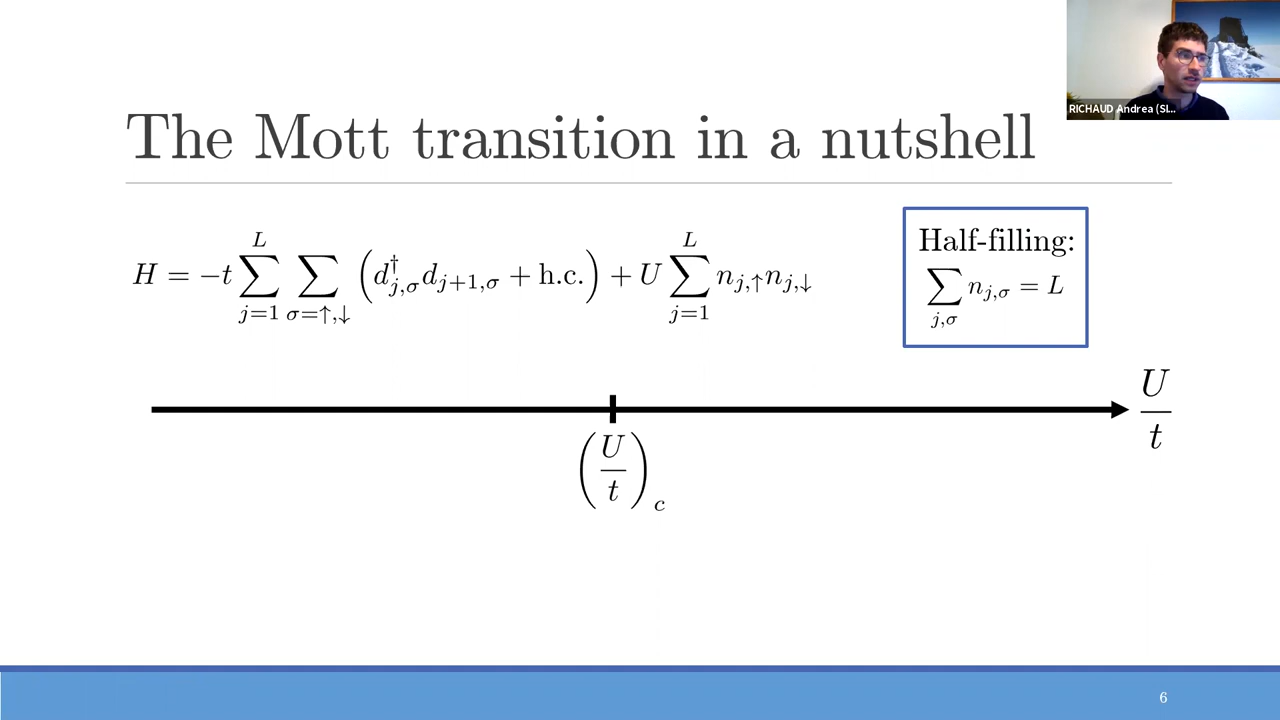 RICHAUD Andrea (SI...
The Mott transition in a nutshell
H = −t ∑_{j=1}^{L} ∑_{σ=↑,↓} (d†_{j,σ} d_{j+1,σ} + h.c.) + U ∑_{j=1}^{L} n_{j,↑} n_{j,↓}
Half-filling:
∑_{j,σ} n_{j,σ} = L
U/t
(U/t)_c
6